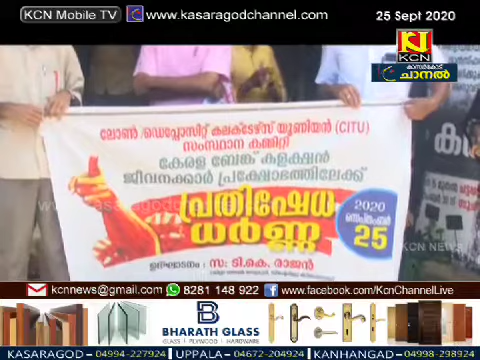 KCN Mobile TV
www.kasaragodchannel.com
25 Sept 2020
KCN
കാസർകോട്
ചാനൽ
ലോൺ /ഡെപ്പോസിറ്റ് കലക്ടേഴ്സ് യൂണിയൻ (CITU)
സംസ്ഥാന കമ്മിറ്റി
കേരള ബേങ്ക് കളക്ഷൻ
ജീവനക്കാർ പ്രക്ഷോഭത്തിലേക്ക്
പ്രതിഷേധ
ധർണ്ണ
2020
സെപ്തംബർ
25
ഉദ്ഘാടനം : സ: ടി.കെ. രാജൻ
KCN NEWS
kcnnews@gmail.com 8281 148 922 www.facebook.com/KcnChannelLive
BHARATH GLASS
GLASS | PLYWOOD | HARDWARE
KASARAGOD - 04994-227924 UPPALA - 04672-204924 KANHANGAD - 04998-298924